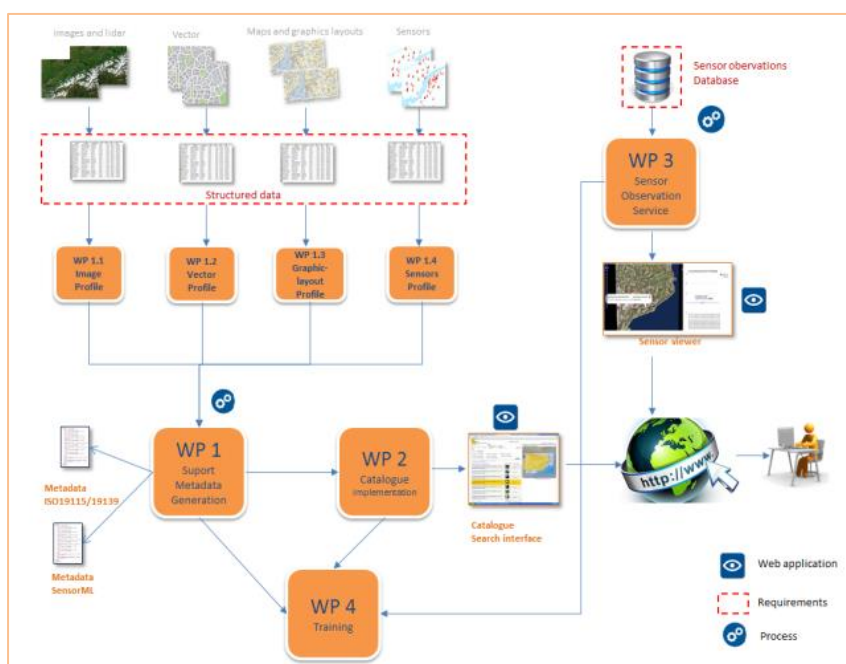 Images and lidar
Vector
Maps and graphics layouts
Sensors
Sensor obervations
Database
Structured data
WP 3
Sensor
Observation
Service
WP 1.1
Image
Profile
WP 1.2
Vector
Profile
WP 1.3
Graphic-
layout
Profile
WP 1.4
Sensors
Profile
Sensor viewer
WP 1
Suport
Metadata
Generation
WP 2
Catalogue
implementation
Metadata
ISO19115/19139
Metadata
SensorML
Catalogue
Search interface
http://www.
WP 4
Training
Web application
Requirements
Process